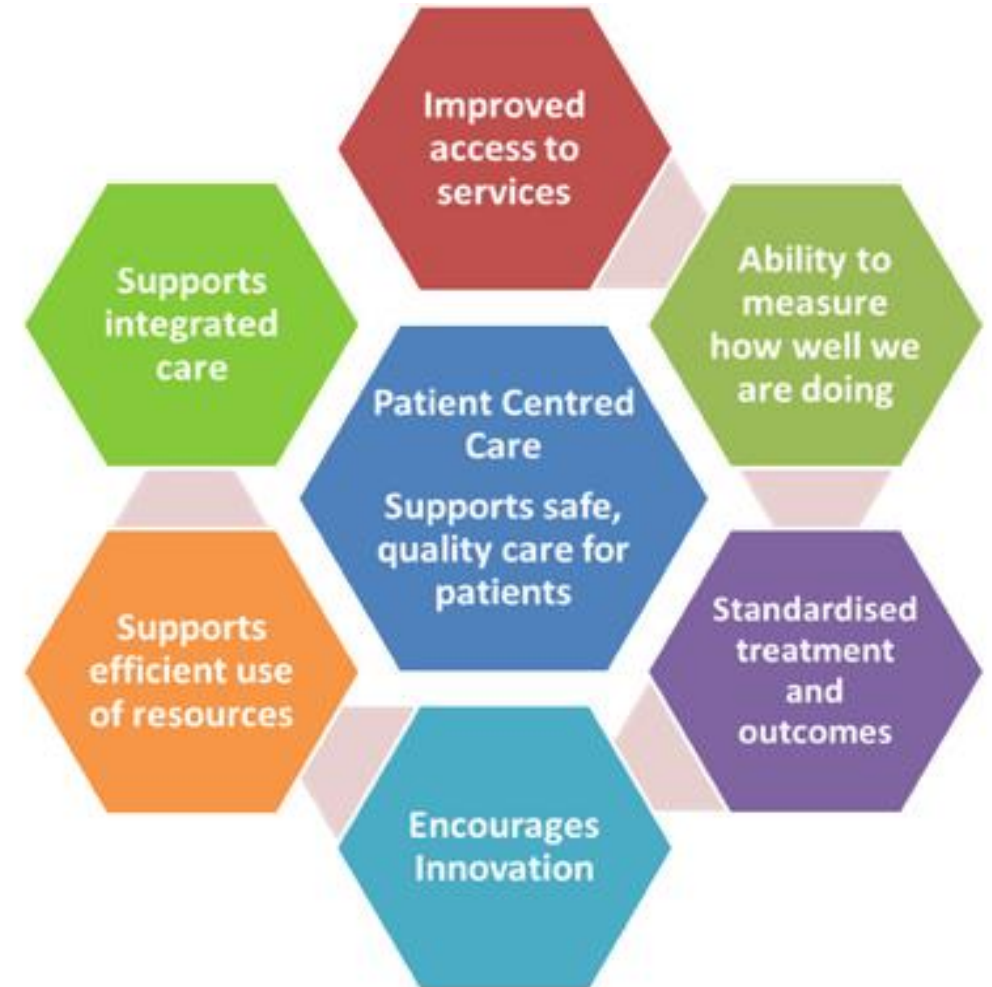 Improved
access to
services
Ability to
measure
how well we
are doing
Standardised
treatment
and
outcomes
Encourages
Innovation
Supports
efficient use
of resources
Supports
integrated
care
Patient Centred
Care
Supports safe,
quality care for
patients